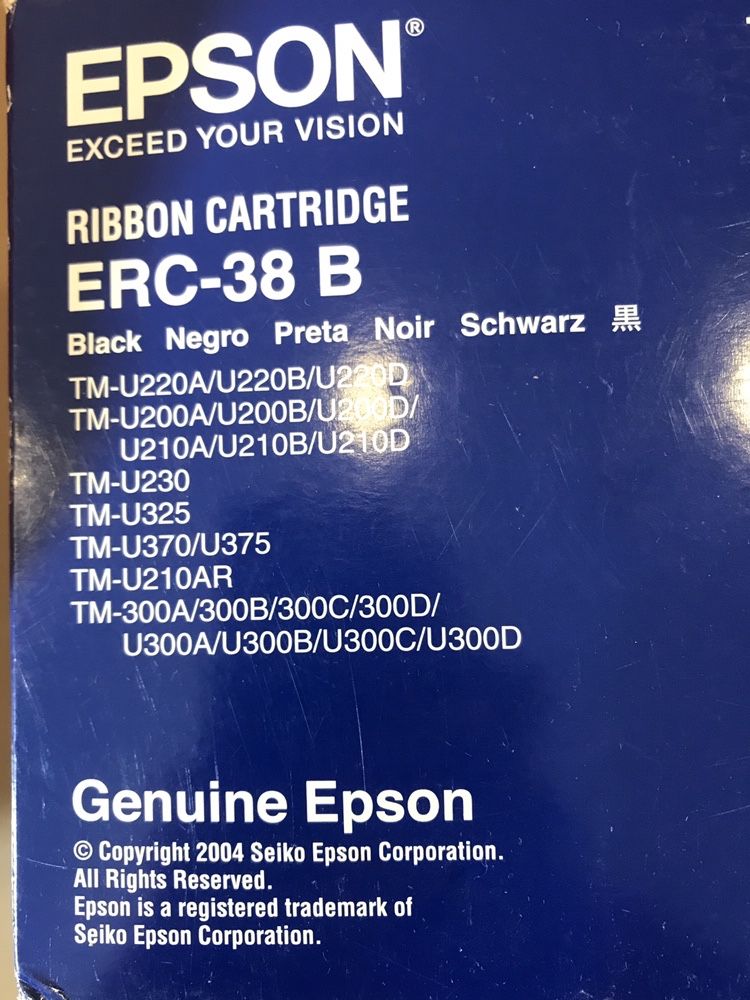 EPSON®
EXCEED YOUR VISION
RIBBON CARTRIDGE
ERC-38 B
Black Negro Preta Noir Schwarz 黒
TM-U220A/U220B/U220D
TM-U200A/U200B/U200D/
U210A/U210B/U210D
TM-U230
TM-U325
TM-U370/U375
TM-U210AR
TM-300A/300B/300C/300D/
U300A/U300B/U300C/U300D
Genuine Epson
© Copyright 2004 Seiko Epson Corporation.
All Rights Reserved.
Epson is a registered trademark of
Seiko Epson Corporation.